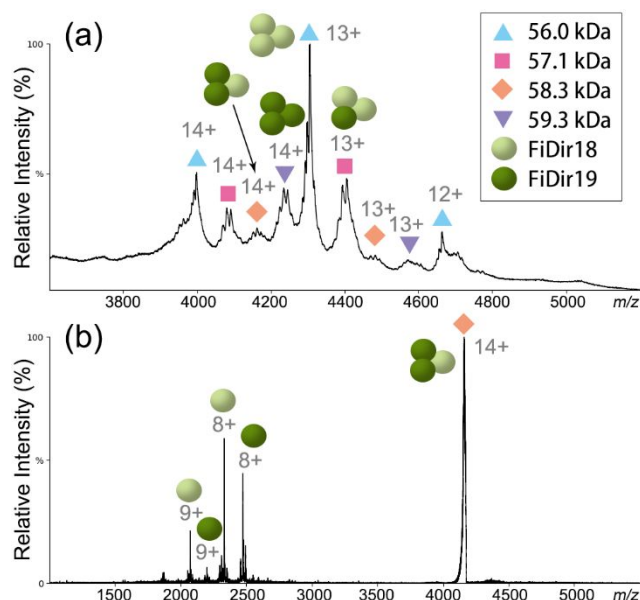 (a)
Relative Intensity (%)
100
%
14+
14+
14+
14+
13+
13+
13+
13+
12+
3800 4000 4200 4400 4600 4800 5000 m/z
56.0 kDa
57.1 kDa
58.3 kDa
59.3 kDa
FiDir18
FiDir19
(b)
Relative Intensity (%)
100
%
0
9+
9+
8+
8+
14+
1500 2000 2500 3000 3500 4000 4500 5000 m/z